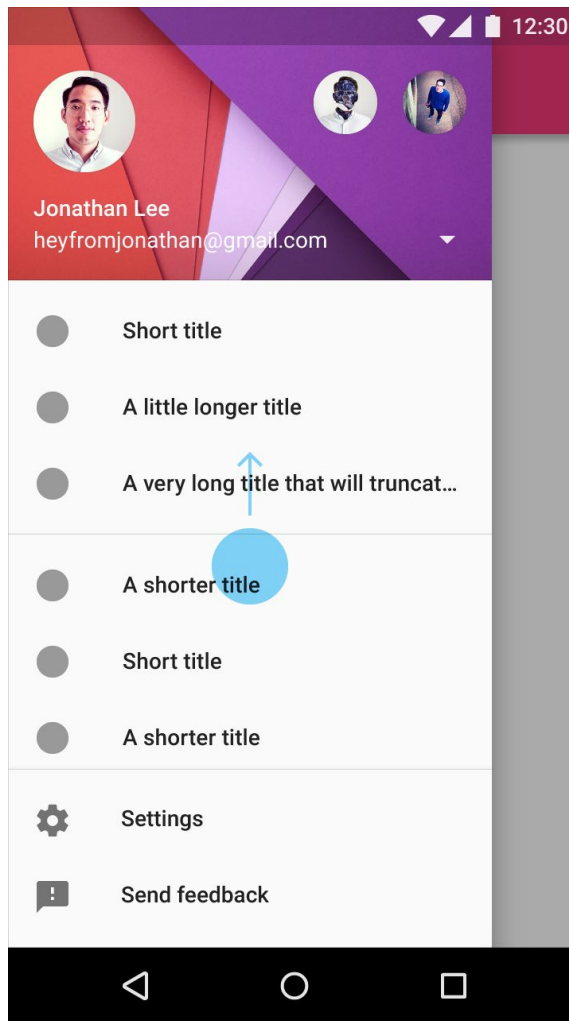 12:30
Jonathan Lee
heyfromjonathan@gmail.com
Short title
A little longer title
A very long title that will truncat...
A shorter title
Short title
A shorter title
Settings
Send feedback